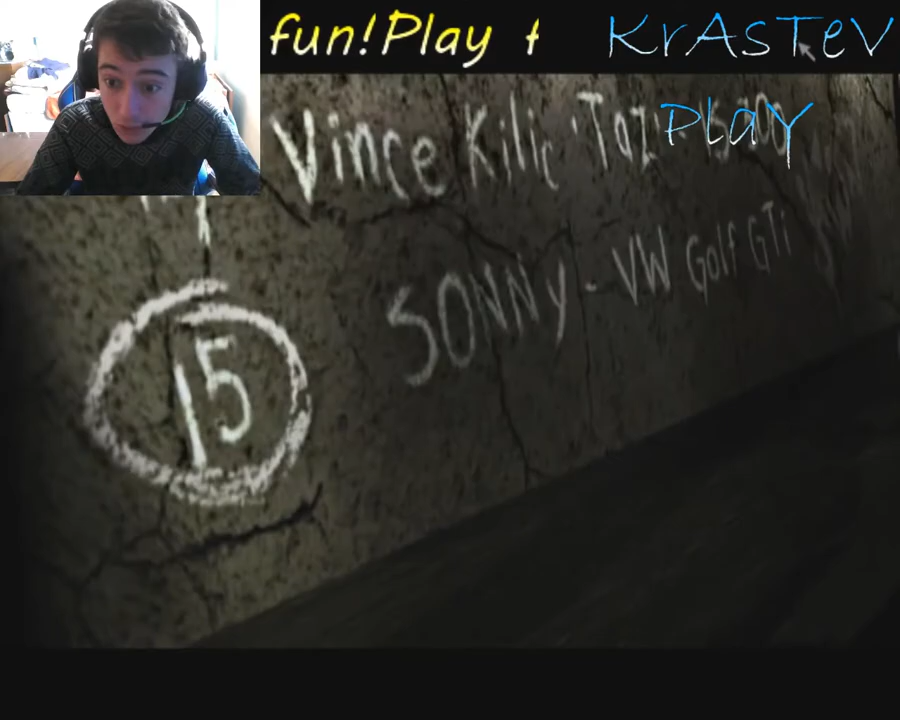 fun!Play f
KrAsTeV
PLaY
Vince Kilic 'Taz'
15
SONNY - VW Golf GTi